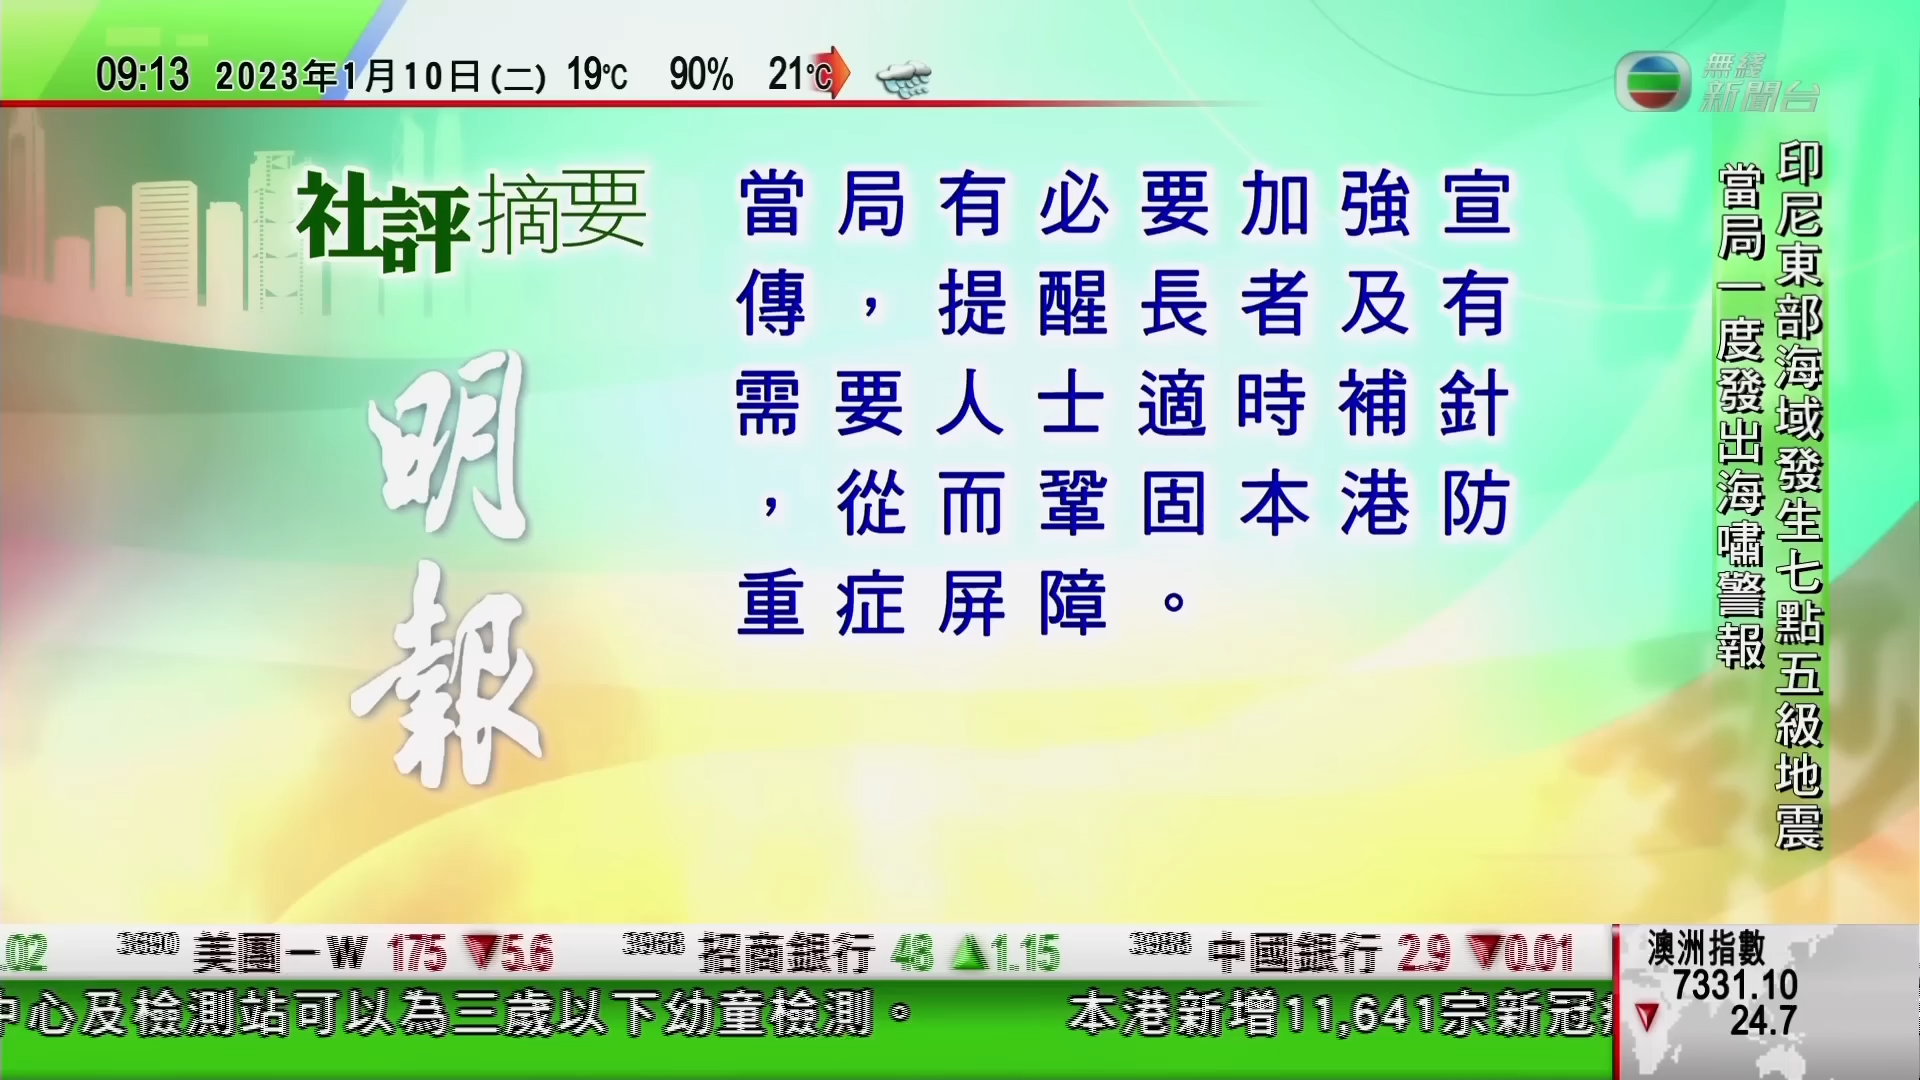 09:13 2023年1月10日(二) 19℃ 90% 21℃
無綫
新聞台
社評摘要
明報
當局有必要加強宣
傳，提醒長者及有
需要人士適時補針
，從而鞏固本港防
重症屏障。
印尼東部海域發生七點五級地震
當局一度發出海嘯警報
.02 3690 美團－W 175 ▼5.6 3968 招商銀行 48 ▲1.15 3988 中國銀行 2.9 ▼0.01
中心及檢測站可以為三歲以下幼童檢測。 本港新增11,641宗新冠
澳洲指數
7331.10
▼ 24.7